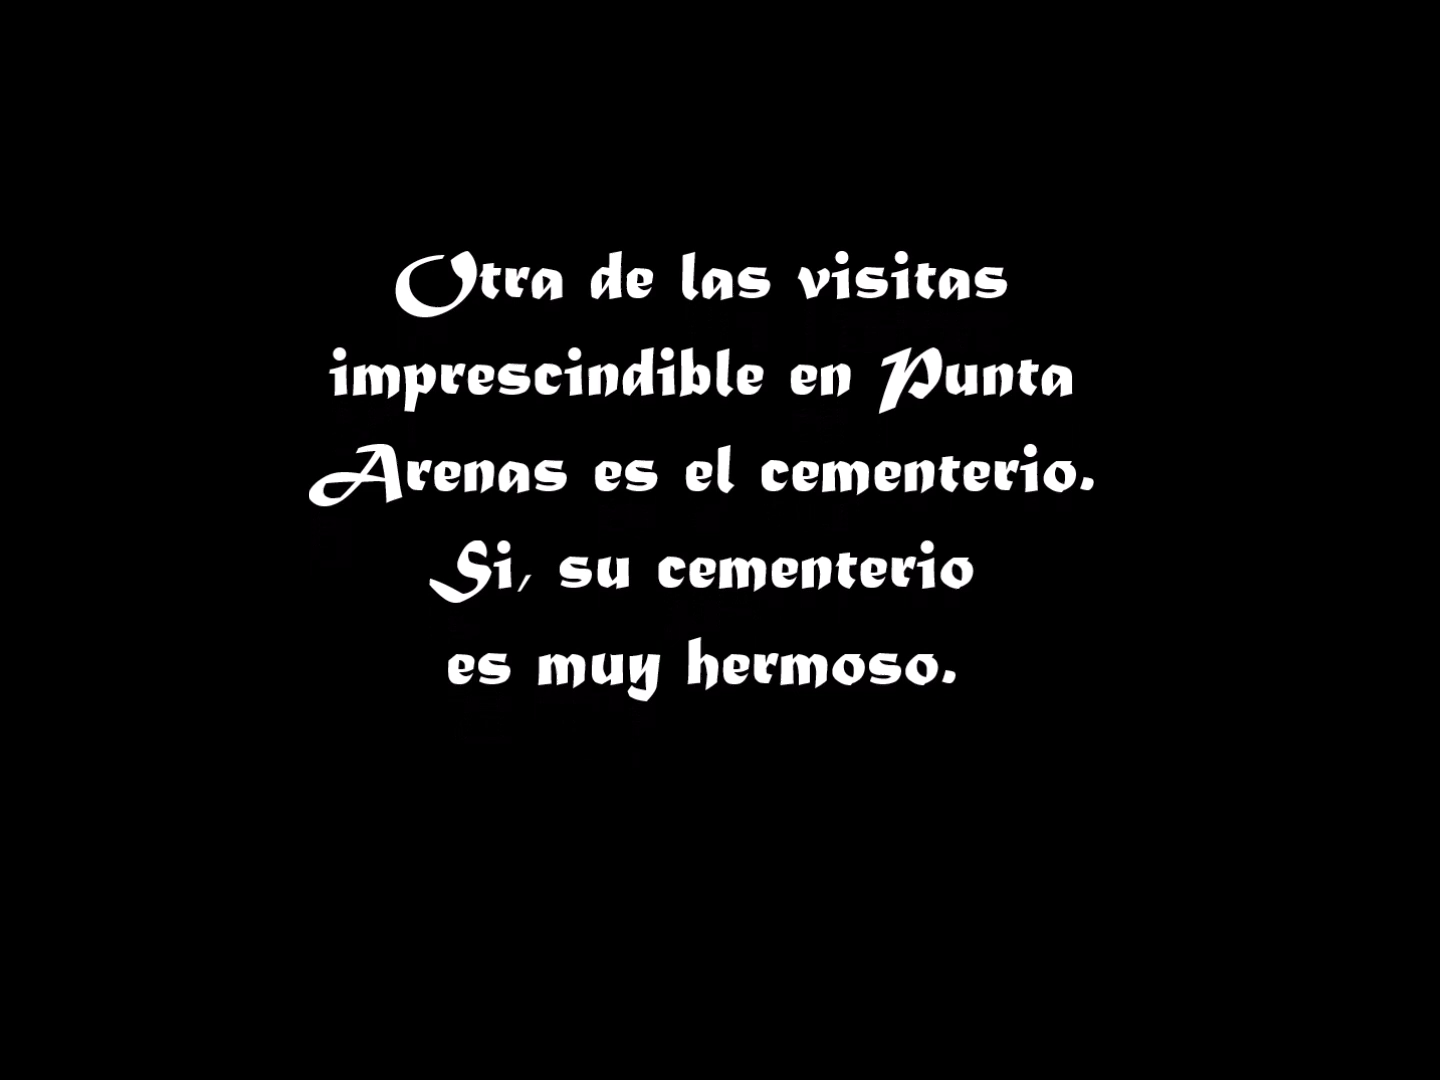 Otra de las visitas
imprescindible en Punta
Arenas es el cementerio.
Si, su cementerio
es muy hermoso.